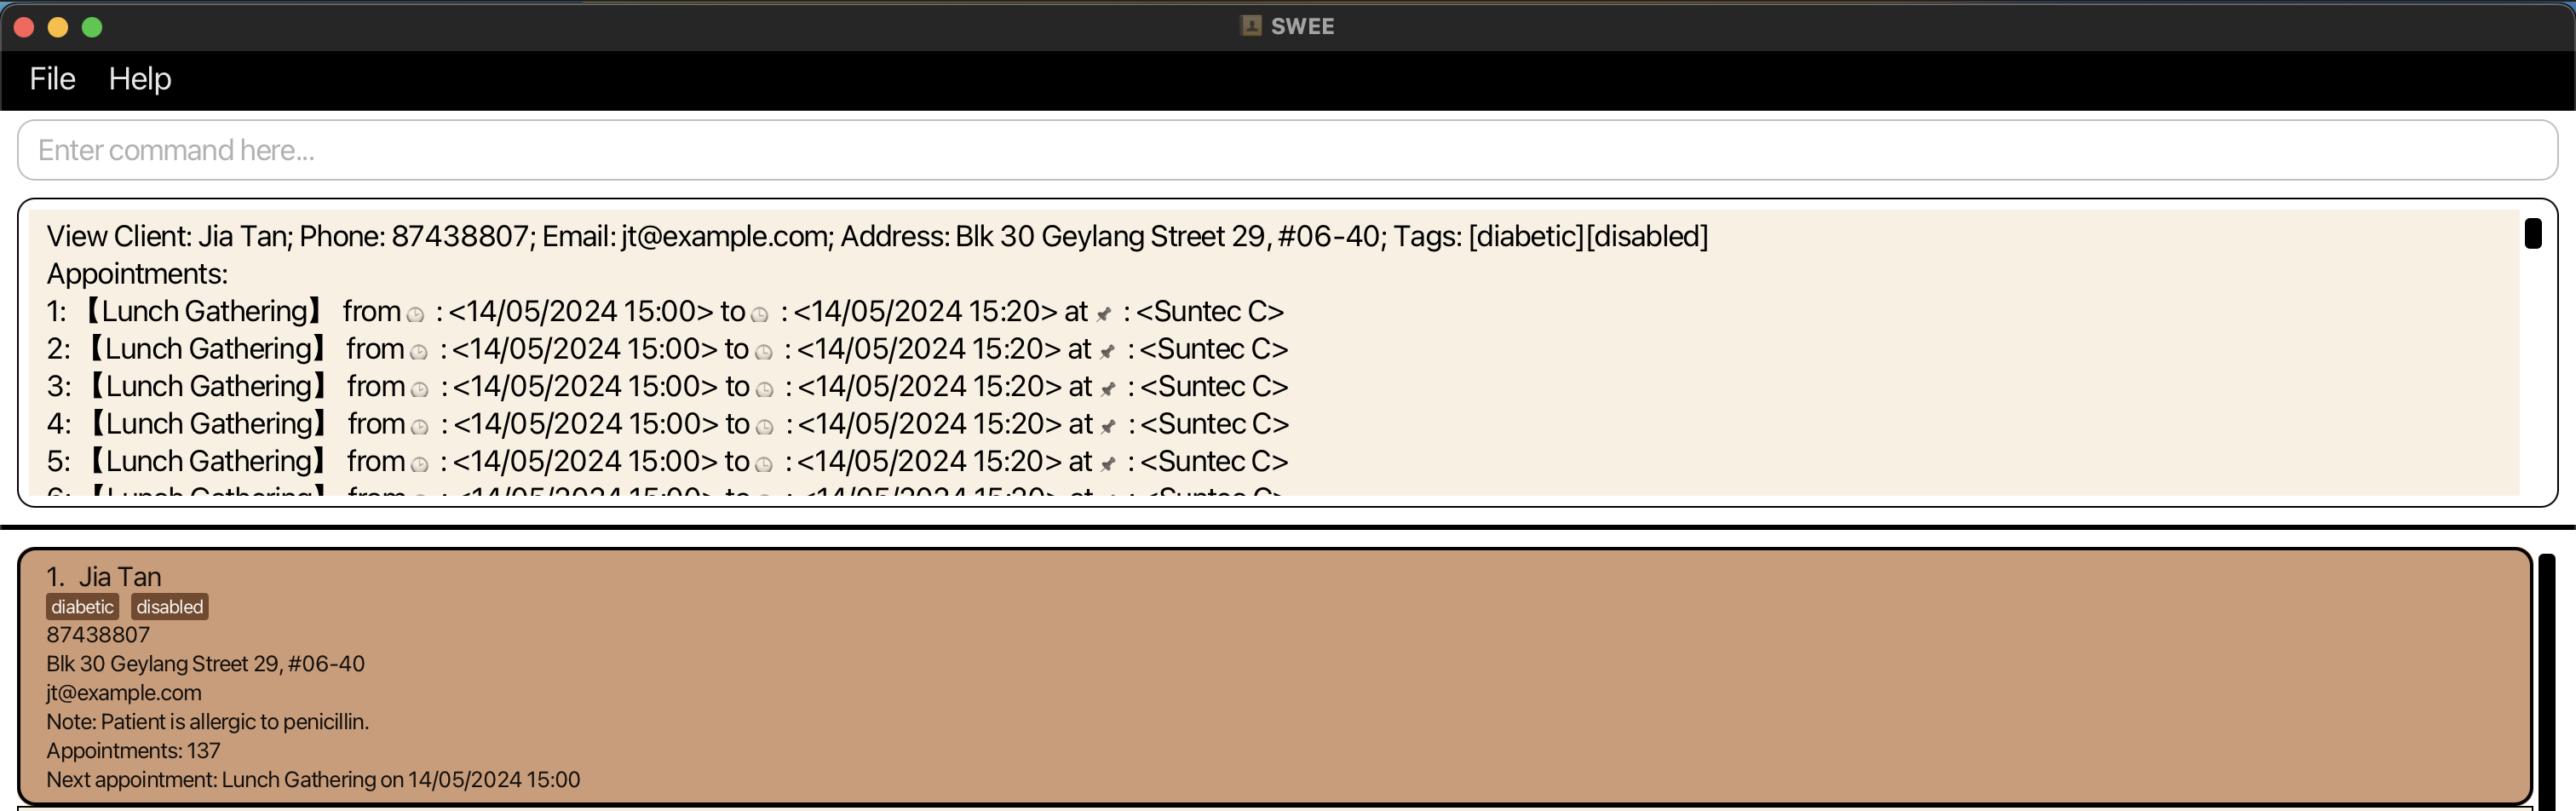 SWEE
File Help
Enter command here...
View Client: Jia Tan; Phone: 87438807; Email: jt@example.com; Address: Blk 30 Geylang Street 29, #06-40; Tags: [diabetic][disabled]
Appointments:
1: 【Lunch Gathering】 from🕒 : <14/05/2024 15:00> to🕒 : <14/05/2024 15:20> at📌 : <Suntec C>
2: 【Lunch Gathering】 from🕒 : <14/05/2024 15:00> to🕒 : <14/05/2024 15:20> at📌 : <Suntec C>
3: 【Lunch Gathering】 from🕒 : <14/05/2024 15:00> to🕒 : <14/05/2024 15:20> at📌 : <Suntec C>
4: 【Lunch Gathering】 from🕒 : <14/05/2024 15:00> to🕒 : <14/05/2024 15:20> at📌 : <Suntec C>
5: 【Lunch Gathering】 from🕒 : <14/05/2024 15:00> to🕒 : <14/05/2024 15:20> at📌 : <Suntec C>
1. Jia Tan
diabetic disabled
87438807
Blk 30 Geylang Street 29, #06-40
jt@example.com
Note: Patient is allergic to penicillin.
Appointments: 137
Next appointment: Lunch Gathering on 14/05/2024 15:00